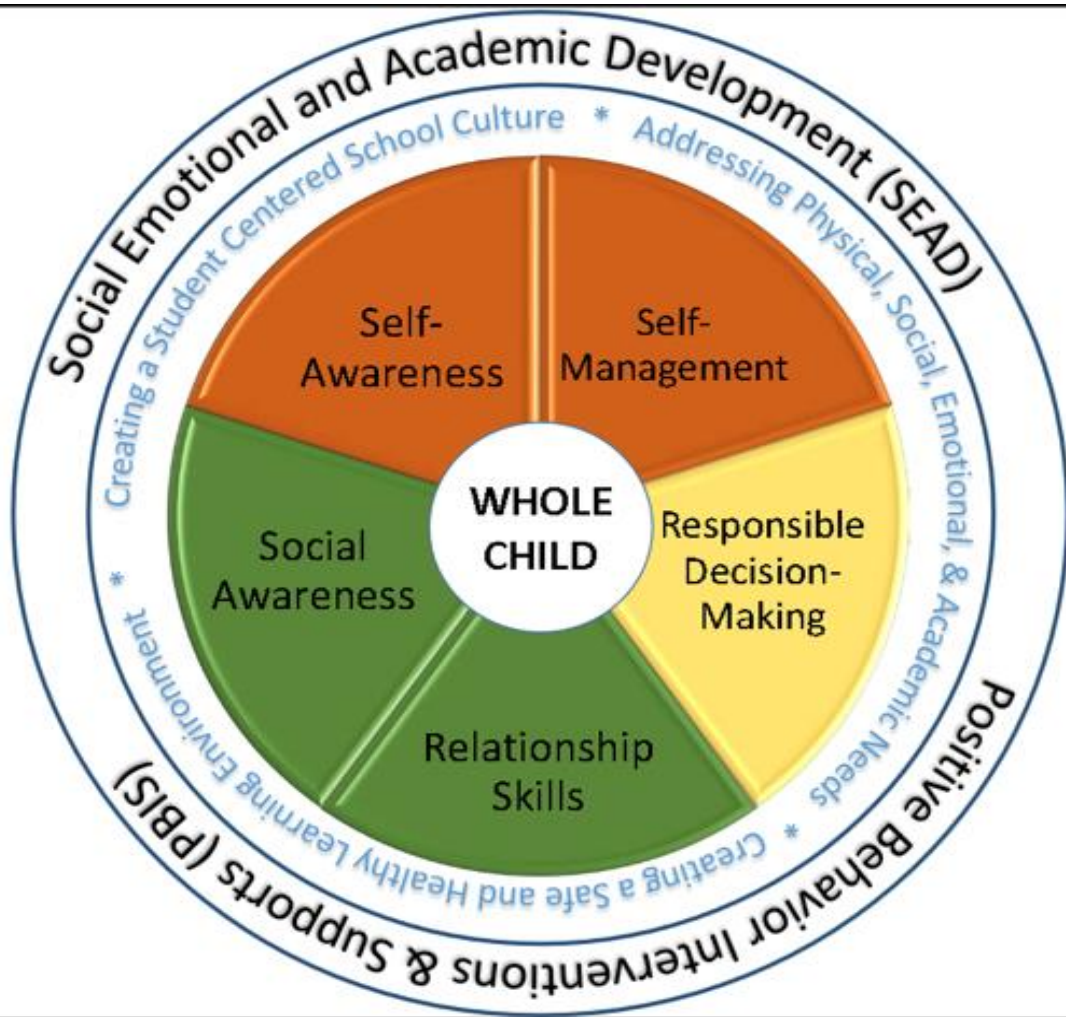 Social Emotional and Academic Development (SEAD)
Positive Behavior Interventions & Supports (PBIS)
Creating a Student Centered School Culture * Addressing Physical, Social, Emotional, & Academic Needs * Creating a Safe and Healthy Learning Environment *
Self-
Awareness
Self-
Management
Responsible
Decision-
Making
Relationship
Skills
Social
Awareness
WHOLE
CHILD